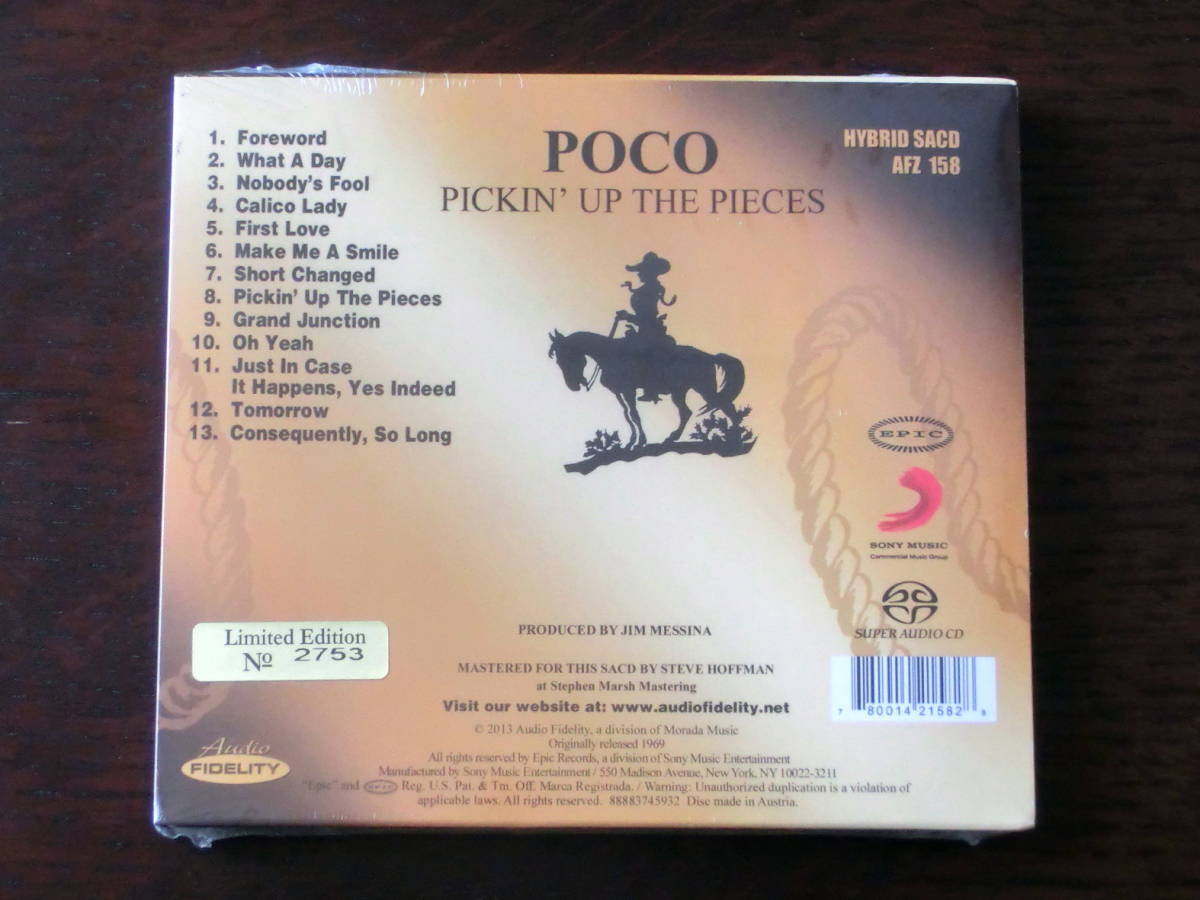 1. Foreword
2. What A Day
3. Nobody's Fool
4. Calico Lady
5. First Love
6. Make Me A Smile
7. Short Changed
8. Pickin' Up The Pieces
9. Grand Junction
10. Oh Yeah
11. Just In Case
It Happens, Yes Indeed
12. Tomorrow
13. Consequently, So Long
POCO
PICKIN' UP THE PIECES
HYBRID SACD
AFZ 158
EPIC
SONY MUSIC
Commercial Music Group
SUPER AUDIO CD
Limited Edition
No 2753
PRODUCED BY JIM MESSINA
MASTERED FOR THIS SACD BY STEVE HOFFMAN
at Stephen Marsh Mastering
Visit our website at: www.audiofidelity.net
7 80014 21582 8
Audio
FIDELITY
© 2013 Audio Fidelity, a division of Morada Music
Originally released 1969
All rights reserved by Epic Records, a division of Sony Music Entertainment
Manufactured by Sony Music Entertainment / 550 Madison Avenue, New York, NY 10022-3211
"Epic" and EPIC Reg. U.S. Pat. & Tm. Off. Marca Registrada. / Warning: Unauthorized duplication is a violation of
applicable laws. All rights reserved. 88883745932 Disc made in Austria.